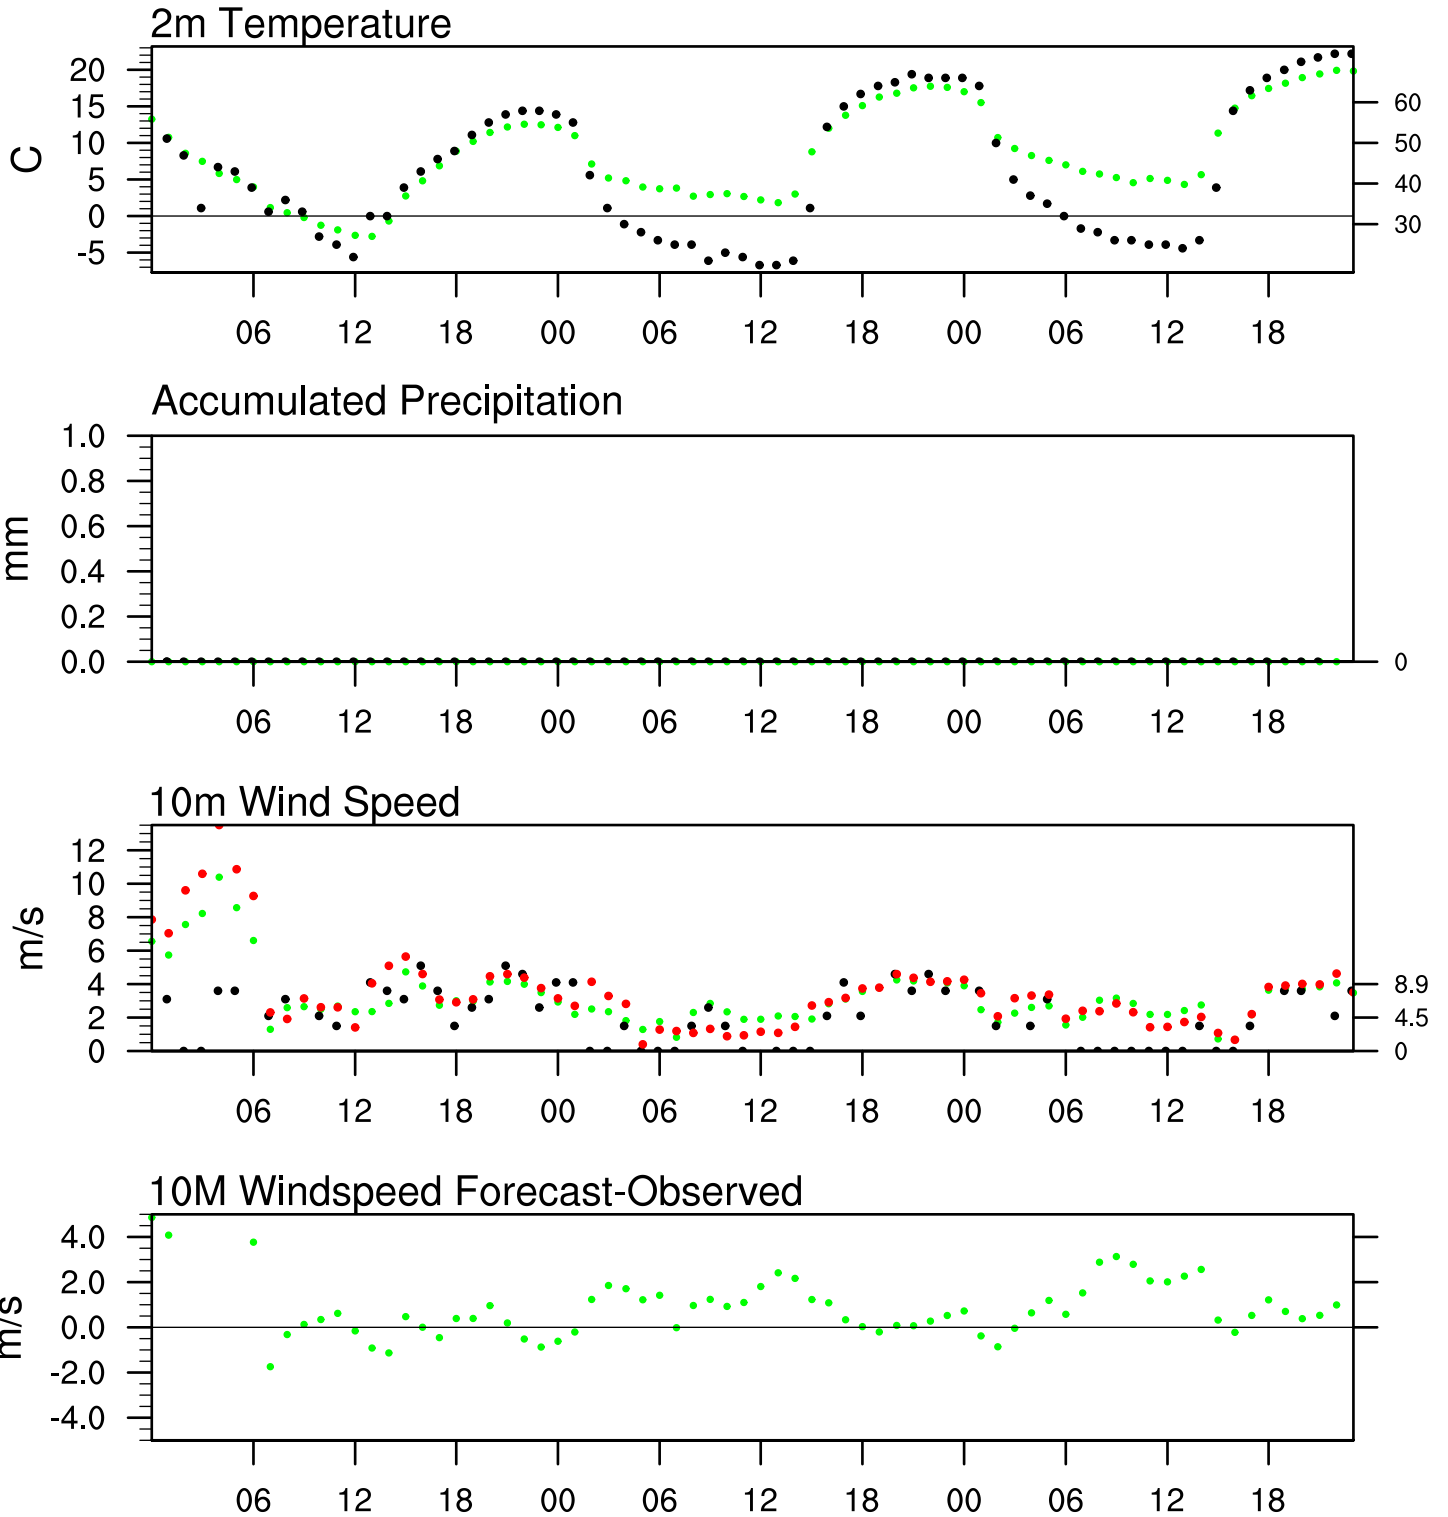 2m Temperature
20
15
10
5
0
-5
C
60
50
40
30
06 12 18 00 06 12 18 00 06 12 18
Accumulated Precipitation
1.0
0.8
0.6
0.4
0.2
0.0
mm
0
06 12 18 00 06 12 18 00 06 12 18
10m Wind Speed
12
10
8
6
4
2
0
m/s
8.9
4.5
0
06 12 18 00 06 12 18 00 06 12 18
10M Windspeed Forecast-Observed
4.0
2.0
0.0
-2.0
-4.0
m/s
06 12 18 00 06 12 18 00 06 12 18